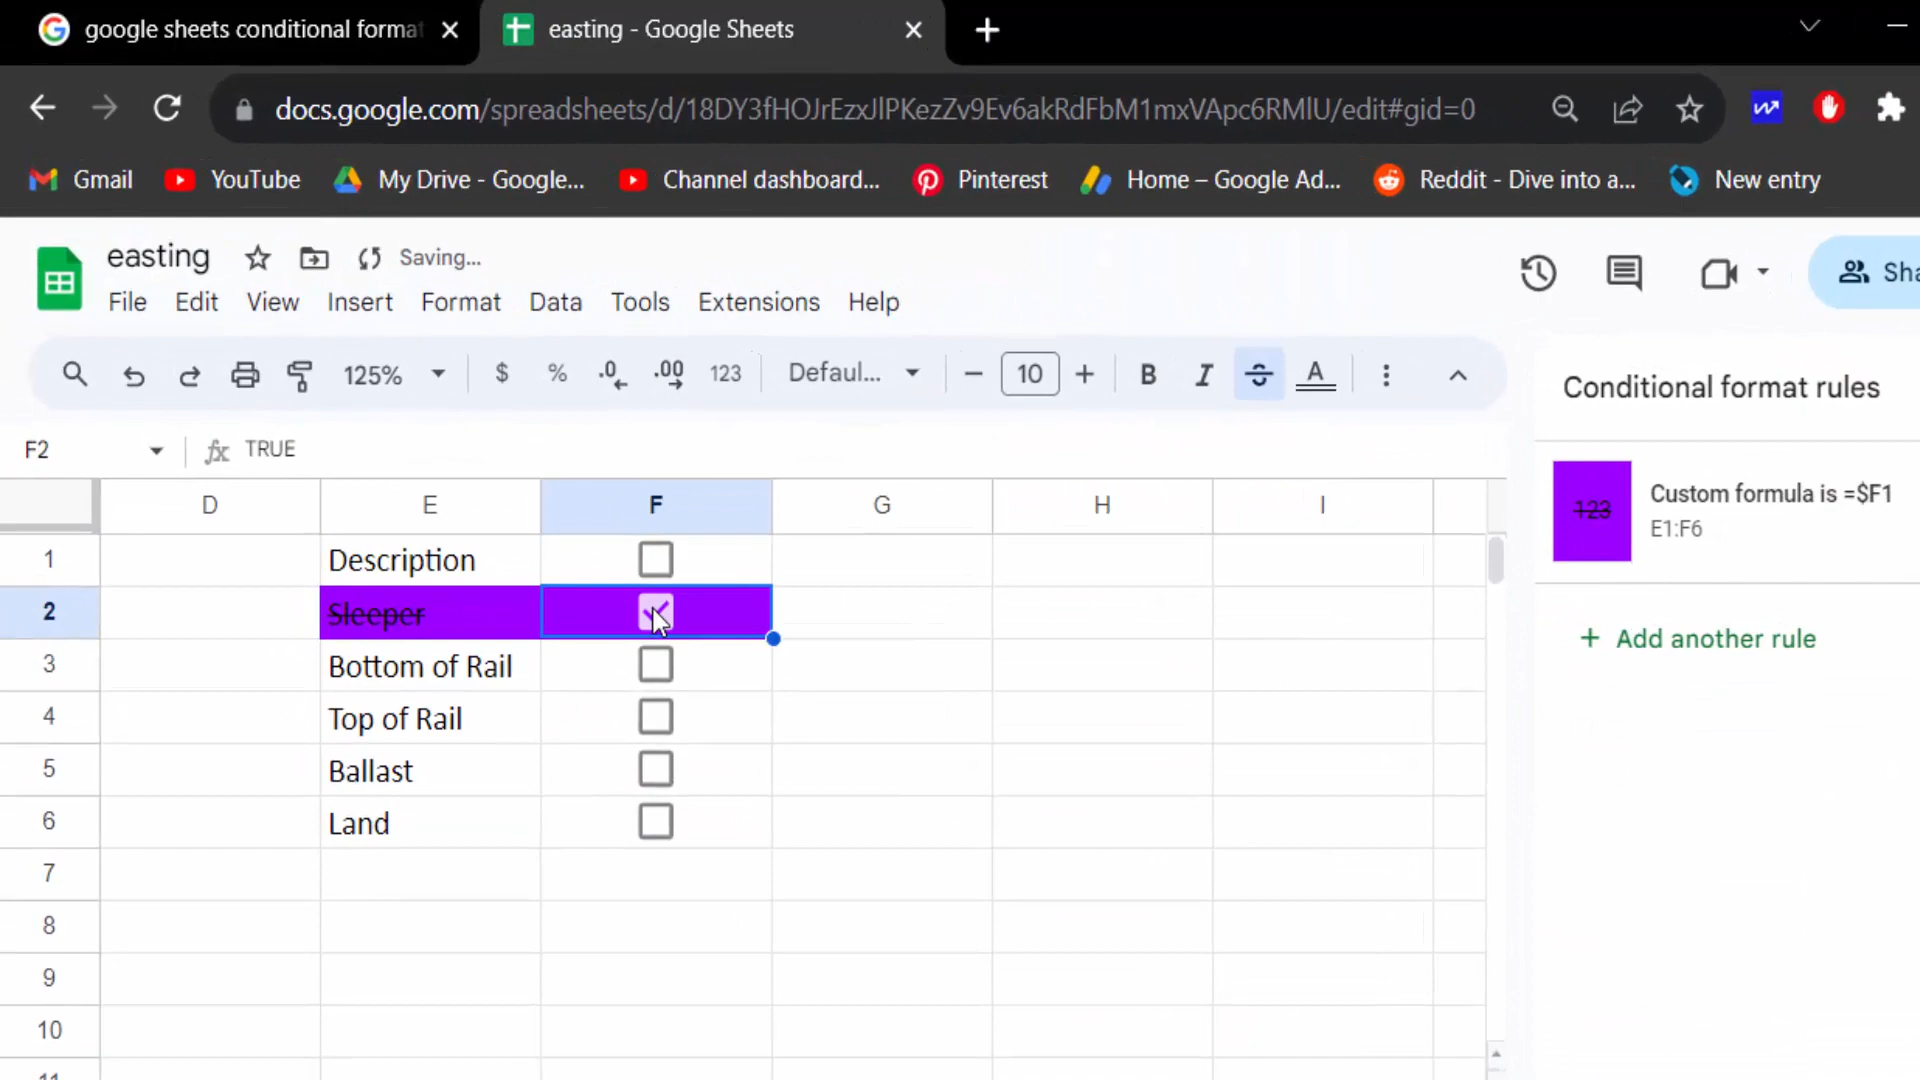 google sheets conditional format
easting - Google Sheets
docs.google.com/spreadsheets/d/18DY3fHOJrEzxJlPKezZv9Ev6akRdFbM1mxVApc6RMlU/edit#gid=0
Gmail YouTube My Drive - Google... Channel dashboard... Pinterest Home – Google Ad... Reddit - Dive into a... New entry
easting Saving...
File Edit View Insert Format Data Tools Extensions Help
Sha
125% $ % .0 .00 123 Defaul... − 10 + B I S A
Conditional format rules
F2 fx TRUE
123 Custom formula is =$F1
E1:F6
+ Add another rule
D E F G H I
1 Description
2 Sleeper
3 Bottom of Rail
4 Top of Rail
5 Ballast
6 Land
7
8
9
10